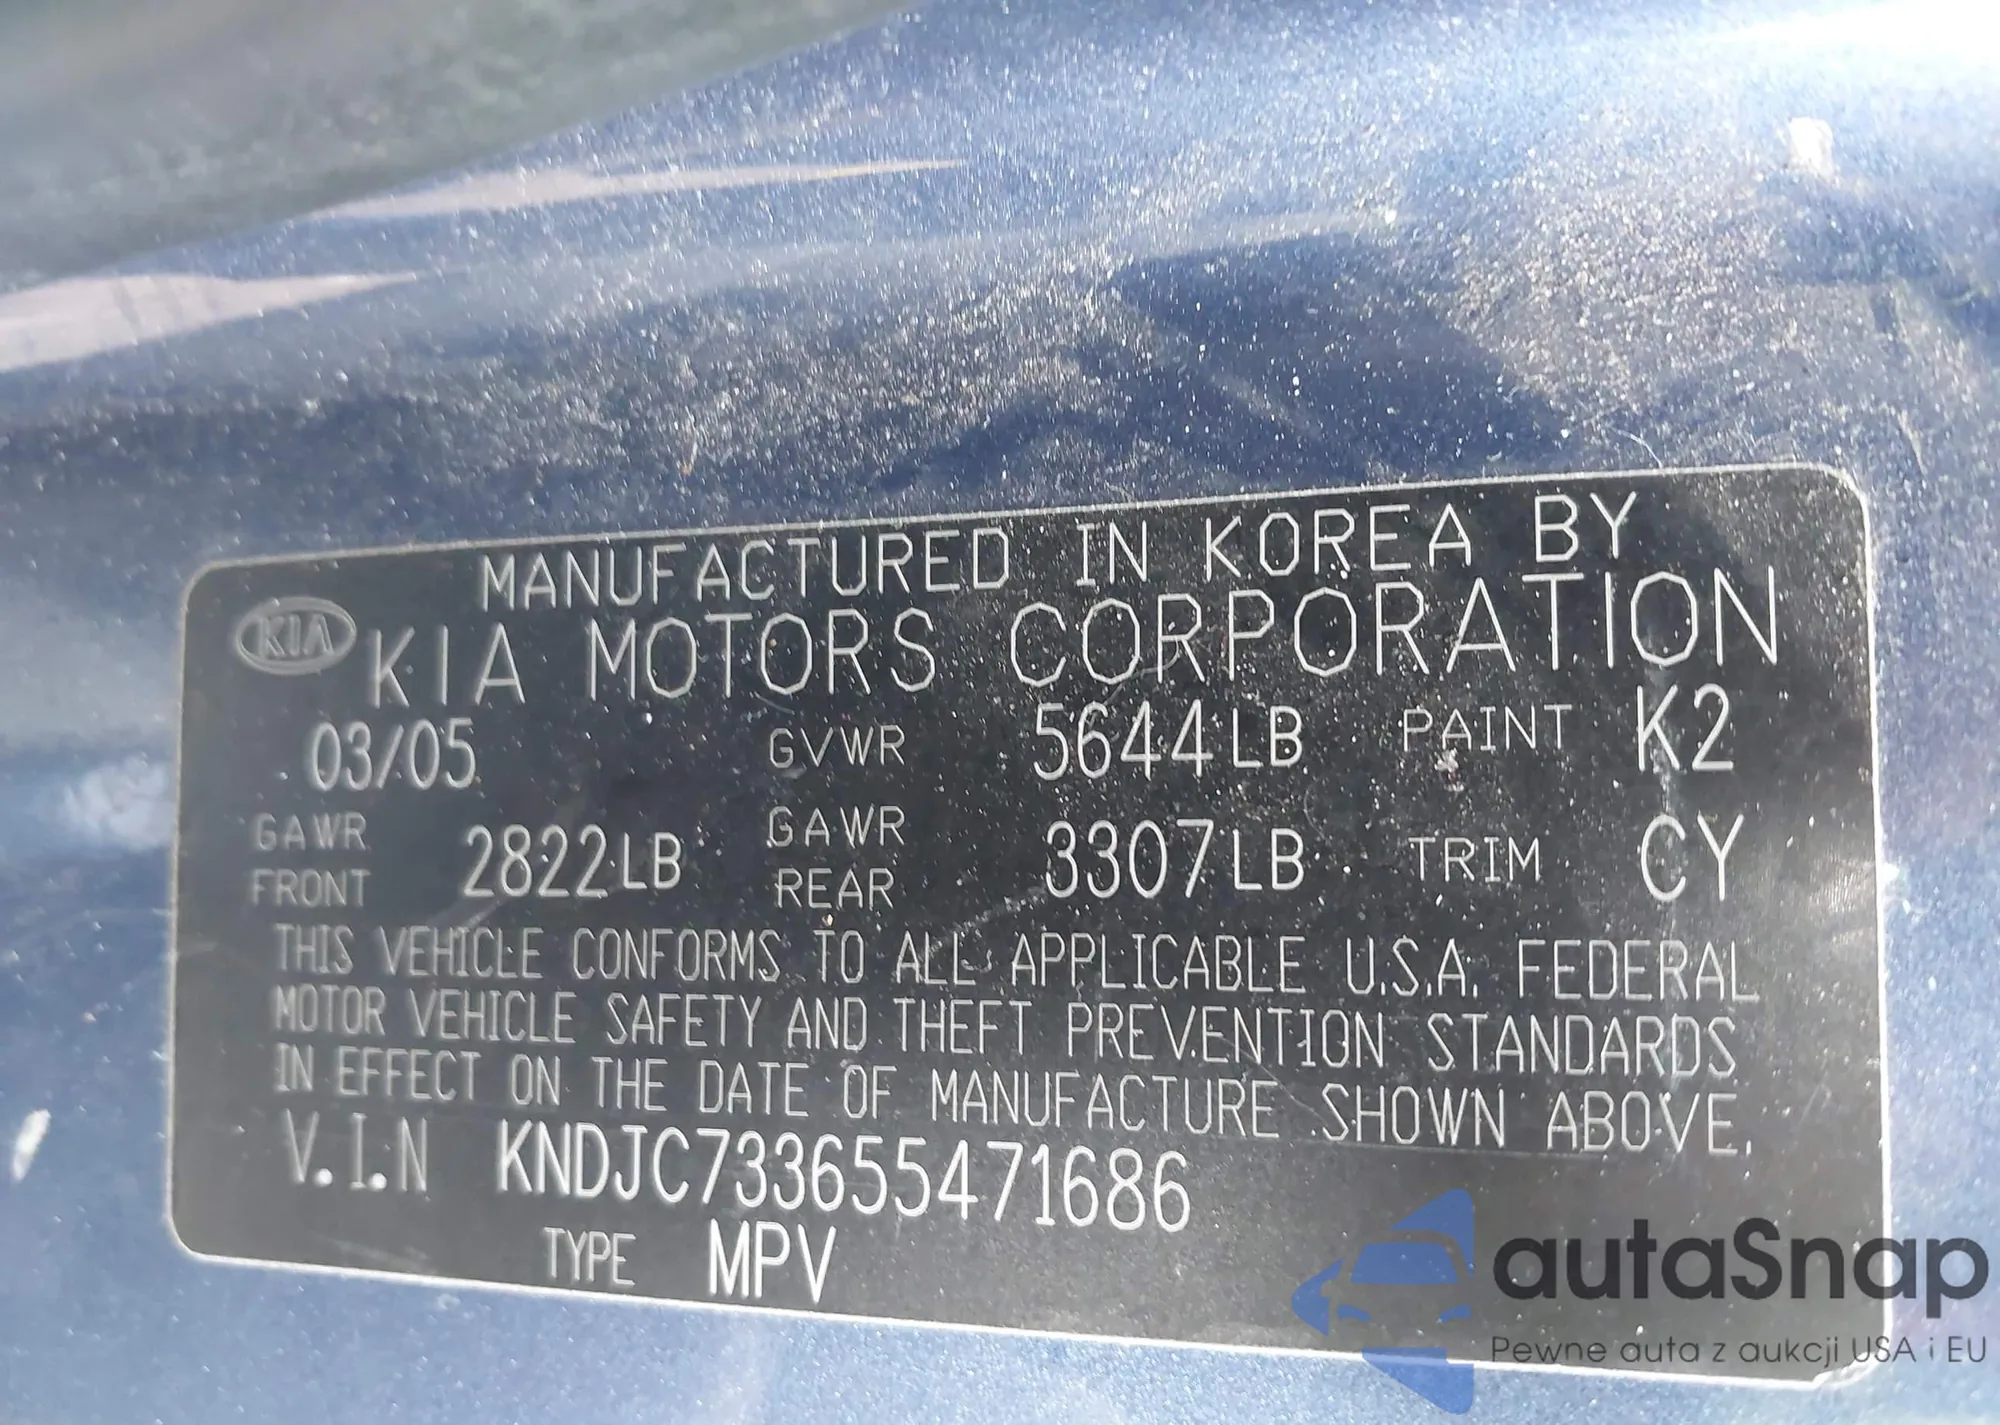 MANUFACTURED IN KOREA BY
KIA KIA MOTORS CORPORATION
03/05 GVWR 5644LB PAINT K2
GAWR FRONT 2822LB GAWR REAR 3307LB TRIM CY
THIS VEHICLE CONFORMS TO ALL APPLICABLE U.S.A. FEDERAL
MOTOR VEHICLE SAFETY AND THEFT PREVENTION STANDARDS
IN EFFECT ON THE DATE OF MANUFACTURE SHOWN ABOVE.
V.I.N KNDJC733655471686
TYPE MPV
autaSnap
Pewne auta z aukcji USA i EU